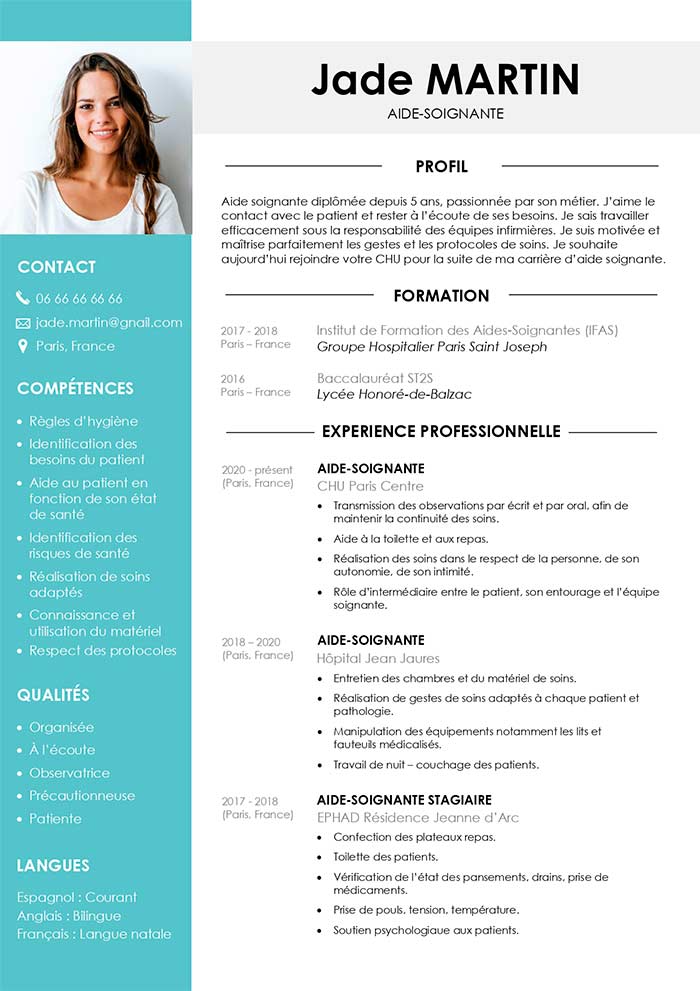 Jade MARTIN
AIDE-SOIGNANTE
CONTACT
06 66 66 66 66
jade.martin@gnail.com
Paris, France
COMPÉTENCES
• Règles d’hygiène
• Identification des
besoins du patient
• Aide au patient en
fonction de son état
de santé
• Identification des
risques de santé
• Réalisation de soins
adaptés
• Connaissance et
utilisation du matériel
• Respect des protocoles
QUALITÉS
• Organisée
• À l’écoute
• Observatrice
• Précautionneuse
• Patiente
LANGUES
Espagnol : Courant
Anglais : Bilingue
Français : Langue natale
PROFIL
Aide soignante diplômée depuis 5 ans, passionnée par son métier. J’aime le
contact avec le patient et rester à l’écoute de ses besoins. Je sais travailler
efficacement sous la responsabilité des équipes infirmières. Je suis motivée et
maîtrise parfaitement les gestes et les protocoles de soins. Je souhaite
aujourd’hui rejoindre votre CHU pour la suite de ma carrière d’aide soignante.
FORMATION
2017 - 2018
Paris – France
Institut de Formation des Aides-Soignantes (IFAS)
Groupe Hospitalier Paris Saint Joseph
2016
Paris – France
Baccalauréat ST2S
Lycée Honoré-de-Balzac
EXPERIENCE PROFESSIONNELLE
2020 - présent
(Paris, France)
AIDE-SOIGNANTE
CHU Paris Centre
• Transmission des observations par écrit et par oral, afin de
maintenir la continuité des soins.
• Aide à la toilette et aux repas.
• Réalisation des soins dans le respect de la personne, de son
autonomie, de son intimité.
• Rôle d’intermédiaire entre le patient, son entourage et l’équipe
soignante.
2018 – 2020
(Paris, France)
AIDE-SOIGNANTE
Hôpital Jean Jaures
• Entretien des chambres et du matériel de soins.
• Réalisation de gestes de soins adaptés à chaque patient et
pathologie.
• Manipulation des équipements notamment les lits et
fauteuils médicalisés.
• Travail de nuit – couchage des patients.
2017 - 2018
(Paris, France)
AIDE-SOIGNANTE STAGIAIRE
EPHAD Résidence Jeanne d’Arc
• Confection des plateaux repas.
• Toilette des patients.
• Vérification de l’état des pansements, drains, prise de
médicaments.
• Prise de pouls, tension, température.
• Soutien psychologiaux aux patients.